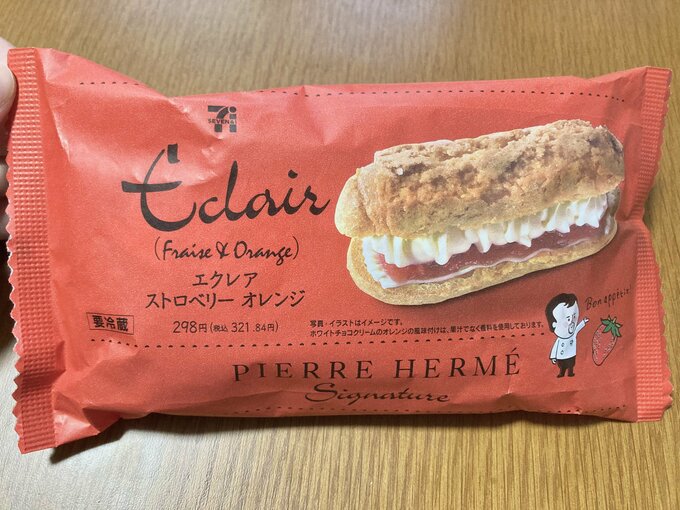 7i
SEVEN&i
Éclair
(Fraise & Orange)
エクレア
ストロベリー オレンジ
要冷蔵
298円(税込 321.84円)
写真・イラストはイメージです。
ホワイトチョコクリームのオレンジの風味付けは、果汁でなく香料を使用しております。
Bon appétit!
PIERRE HERMÉ
Signature